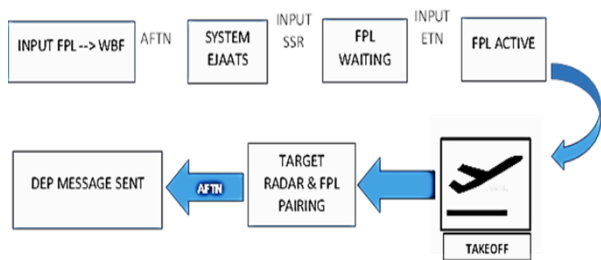 INPUT FPL --> WBF
AFTN
SYSTEM
EJAATS
INPUT
SSR
FPL
WAITING
INPUT
ETN
FPL ACTIVE
TAKEOFF
TARGET
RADAR & FPL
PAIRING
AFTN
DEP MESSAGE SENT